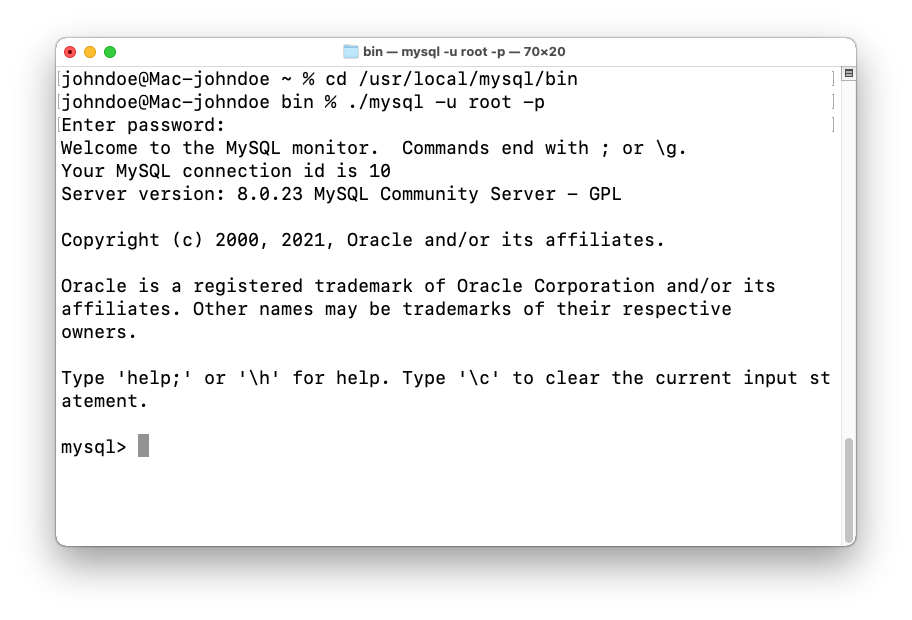 bin — mysql -u root -p — 70×20
[johndoe@Mac-johndoe ~ % cd /usr/local/mysql/bin ]
[johndoe@Mac-johndoe bin % ./mysql -u root -p ]
[Enter password: ]
Welcome to the MySQL monitor.  Commands end with ; or \g.
Your MySQL connection id is 10
Server version: 8.0.23 MySQL Community Server - GPL
Copyright (c) 2000, 2021, Oracle and/or its affiliates.
Oracle is a registered trademark of Oracle Corporation and/or its
affiliates. Other names may be trademarks of their respective
owners.
Type 'help;' or '\h' for help. Type '\c' to clear the current input st
atement.
mysql>